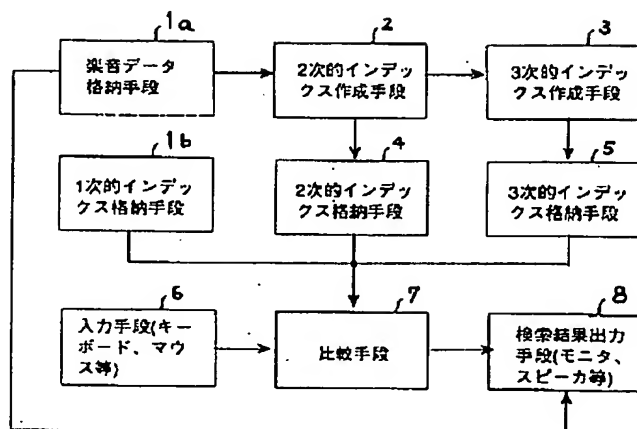 1a
楽音データ
格納手段
2
2次的インデッ
クス作成手段
3
3次的インデッ
クス作成手段
1b
1次的インデッ
クス格納手段
4
2次的インデッ
クス格納手段
5
3次的インデッ
クス格納手段
6
入力手段(キー
ボード、マウ
ス等)
7
比較手段
8
検索結果出力
手段(モニタ、
スピーカ等)